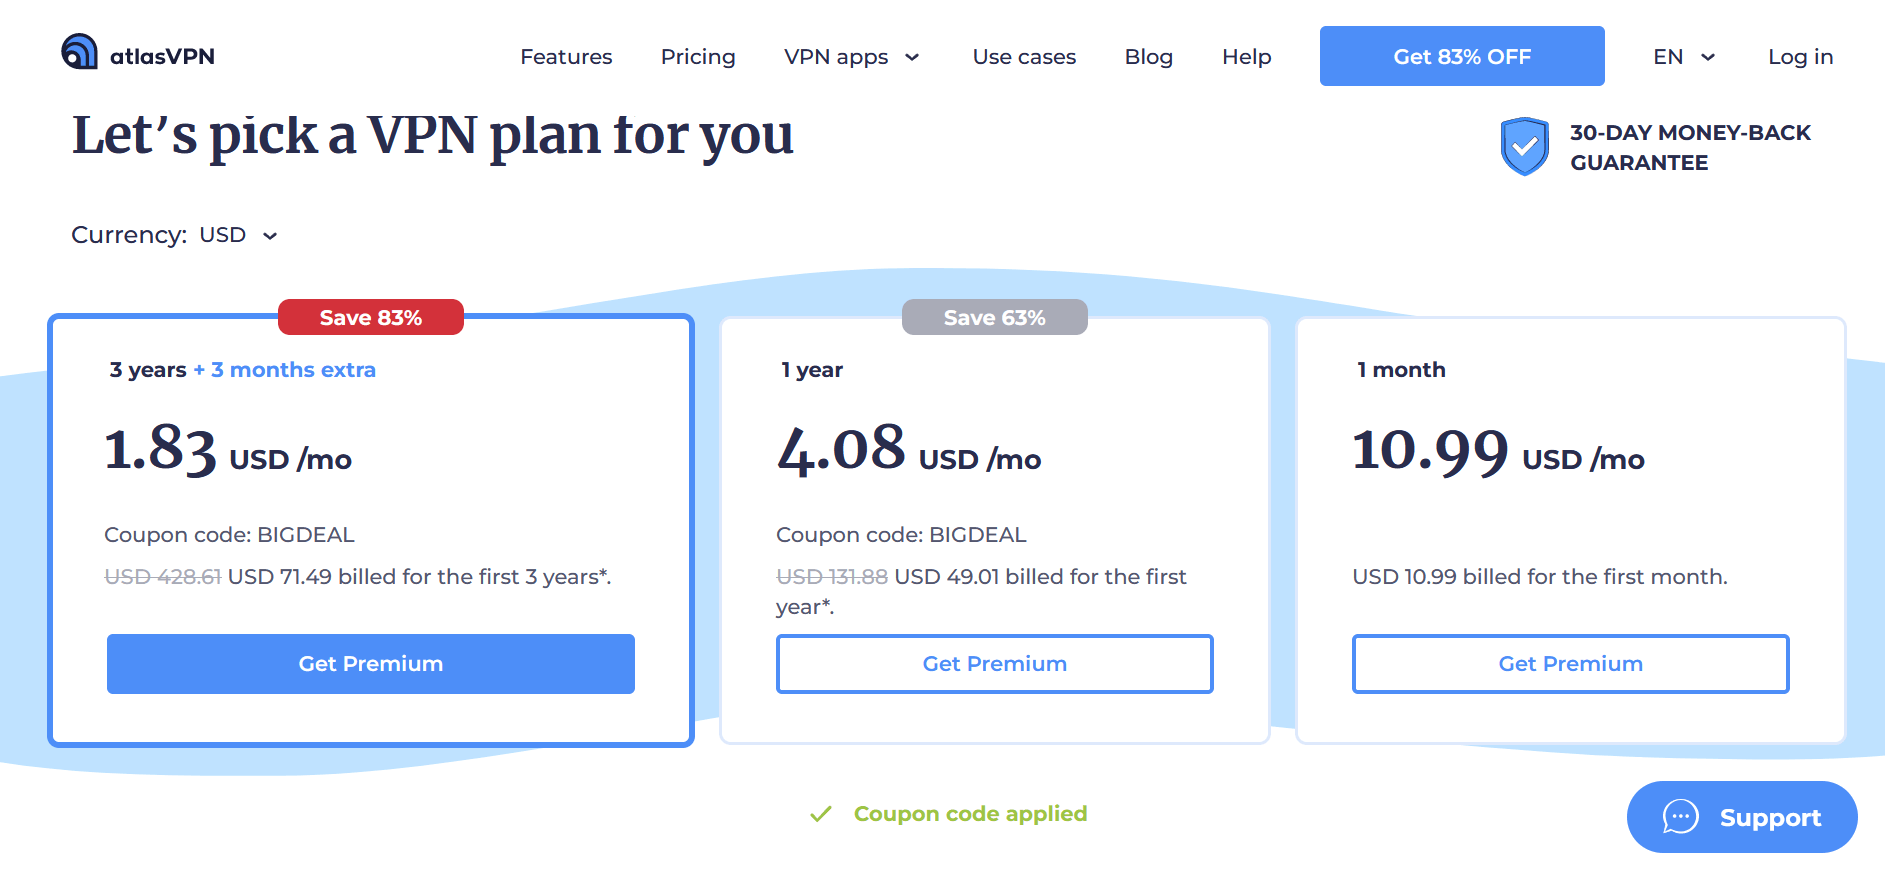 atlasVPN
Features Pricing VPN apps Use cases Blog Help Get 83% OFF EN Log in
Let’s pick a VPN plan for you
30-DAY MONEY-BACK
GUARANTEE
Currency: USD
Save 83%
3 years + 3 months extra
1.83 USD /mo
Coupon code: BIGDEAL
USD 428.61 USD 71.49 billed for the first 3 years*.
Get Premium
Save 63%
1 year
4.08 USD /mo
Coupon code: BIGDEAL
USD 131.88 USD 49.01 billed for the first
year*.
Get Premium
1 month
10.99 USD /mo
USD 10.99 billed for the first month.
Get Premium
Coupon code applied
Support